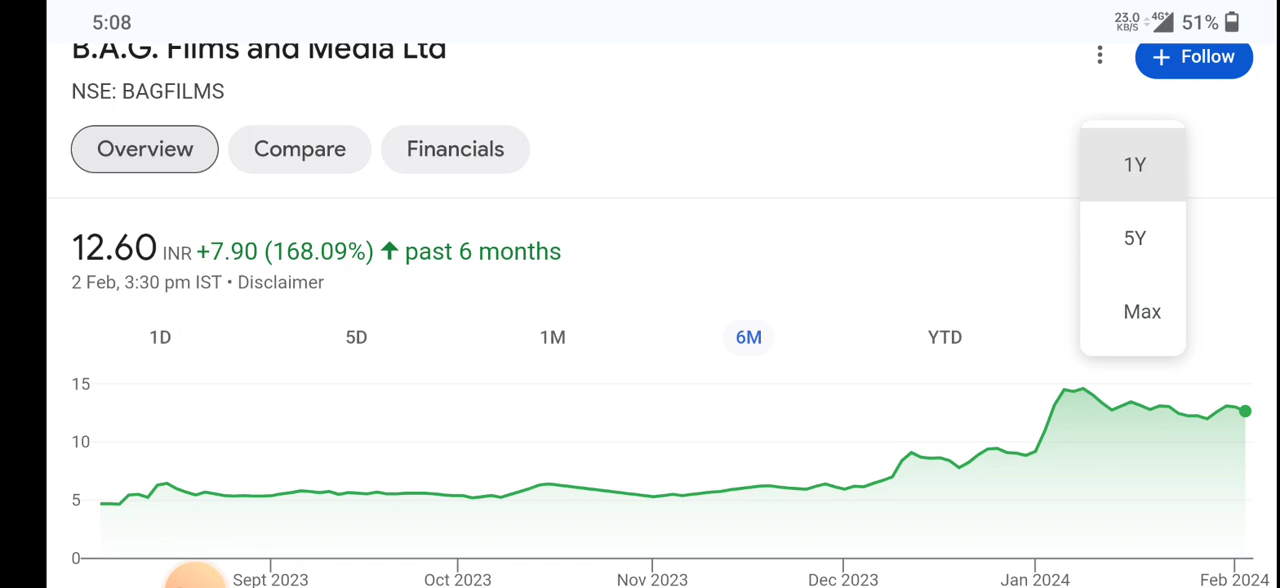 5:08
23.0 KB/S 4G+ 51%
B.A.G. Films and Media Ltd
+ Follow
NSE: BAGFILMS
Overview
Compare
Financials
1Y
5Y
Max
12.60 INR +7.90 (168.09%) ↑ past 6 months
2 Feb, 3:30 pm IST • Disclaimer
1D 5D 1M 6M YTD
15
10
5
0
Sept 2023 Oct 2023 Nov 2023 Dec 2023 Jan 2024 Feb 2024